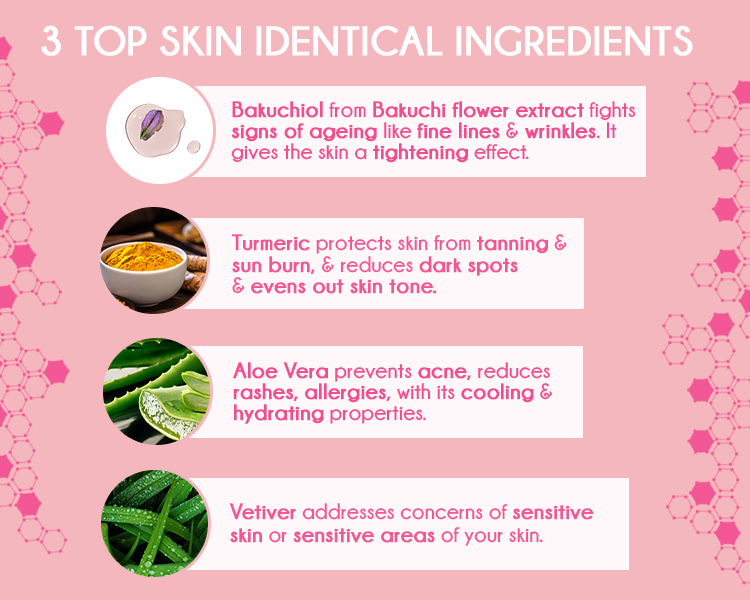 3 TOP SKIN IDENTICAL INGREDIENTS
Bakuchiol from Bakuchi flower extract fights
signs of ageing like fine lines & wrinkles. It
gives the skin a tightening effect.
Turmeric protects skin from tanning &
sun burn, & reduces dark spots
& evens out skin tone.
Aloe Vera prevents acne, reduces
rashes, allergies, with its cooling &
hydrating properties.
Vetiver addresses concerns of sensitive
skin or sensitive areas of your skin.